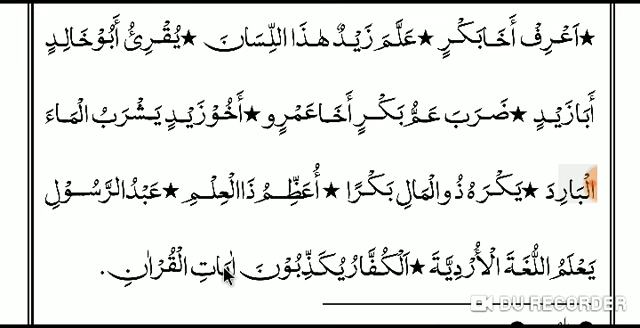 ★اَعْرِفُ أَخَابَكْرٍ ★عَلَّمَ زَيْدٌ هٰذَا اللِّسَانَ ★يُقْرِئُ أَبُوْخَالِدٍ
أَبَازَيْدٍ ★ضَرَبَ عَمُّ بَكْرٍ أَخَاعَمْرٍو ★أَخُوْزَيْدٍ يَشْرَبُ الْمَاءَ
الْبَارِدَ ★يَكْرَهُ ذُوالْمَالِ بَكْرًا ★أُعَظِّمُ ذَاالْعِلْمِ ★عَبْدُالرَّسُوْلِ
يَعْلَمُ اللُّغَةَ الْأُرْدِيَّةَ ★اَلْكُفَّارُيُكَذِّبُوْنَ اٰيَاتِ الْقُرْاٰنِ.
DU RECORDER